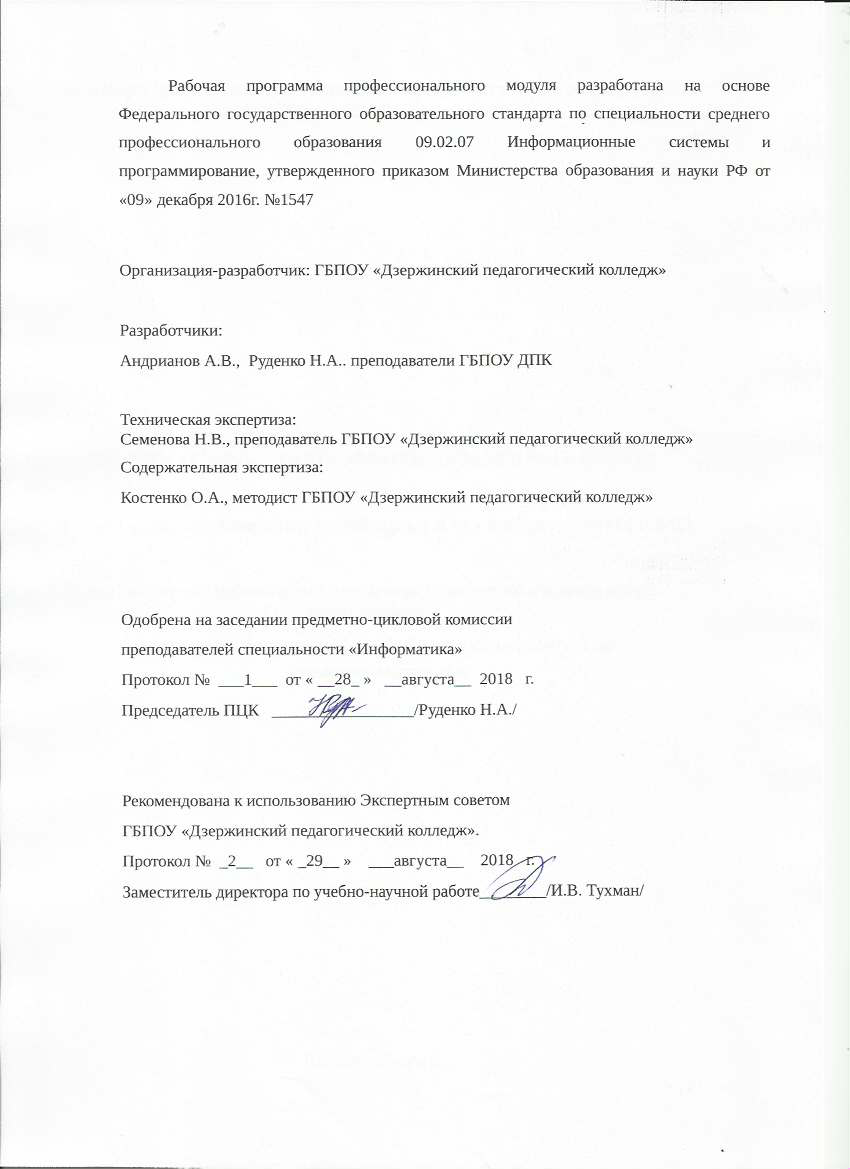 Рабочая программа профессионального модуля разработана на основе
Федерального государственного образовательного стандарта по специальности среднего
профессионального образования 09.02.07 Информационные системы и
программирование, утвержденного приказом Министерства образования и науки РФ от
«09» декабря 2016г. №1547
Организация-разработчик: ГБПОУ «Дзержинский педагогический колледж»
Разработчики:
Андрианов А.В., Руденко Н.А.. преподаватели ГБПОУ ДПК
Техническая экспертиза:
Семенова Н.В., преподаватель ГБПОУ «Дзержинский педагогический колледж»
Содержательная экспертиза:
Костенко О.А., методист ГБПОУ «Дзержинский педагогический колледж»
Одобрена на заседании предметно-цикловой комиссии
преподавателей специальности «Информатика»
Протокол № ___1___ от « __28_ » __августа__ 2018 г.
Председатель ПЦК _________________/Руденко Н.А./
Рекомендована к использованию Экспертным советом
ГБПОУ «Дзержинский педагогический колледж».
Протокол № _2__ от « _29__ » ___августа__ 2018 г.
Заместитель директора по учебно-научной работе________/И.В. Тухман/